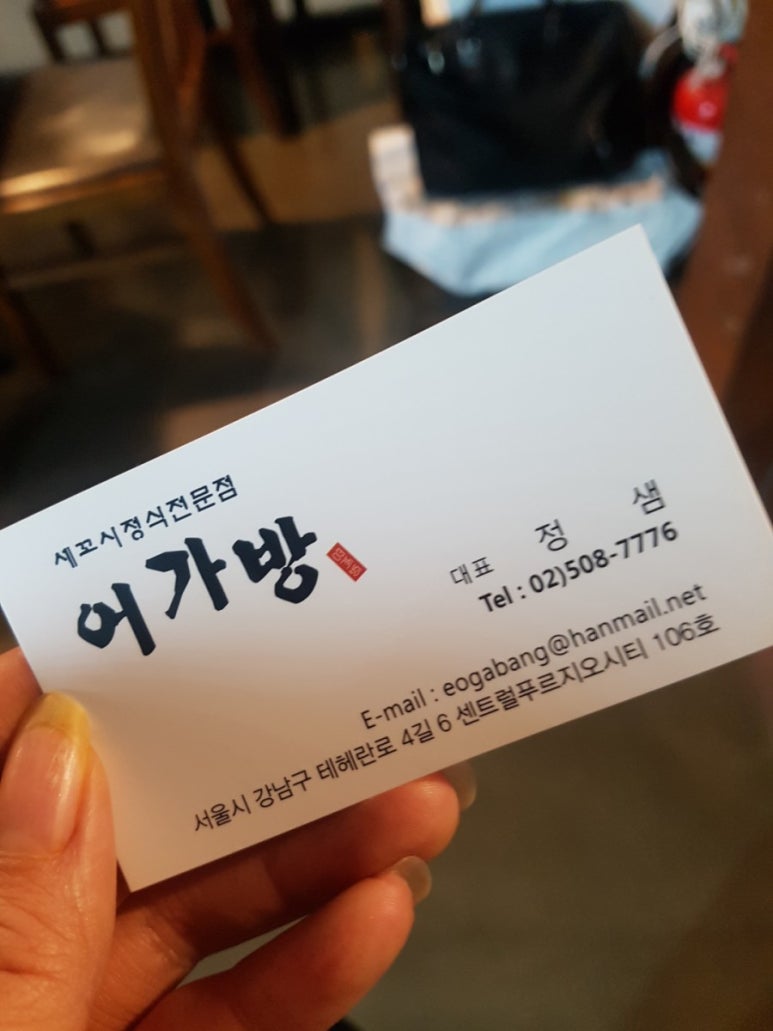 세꼬시정식전문점
어가방
대표 정 샘
Tel : 02)508-7776
E-mail : eogabang@hanmail.net
서울시 강남구 테헤란로 4길 6 센트럴푸르지오시티 106호